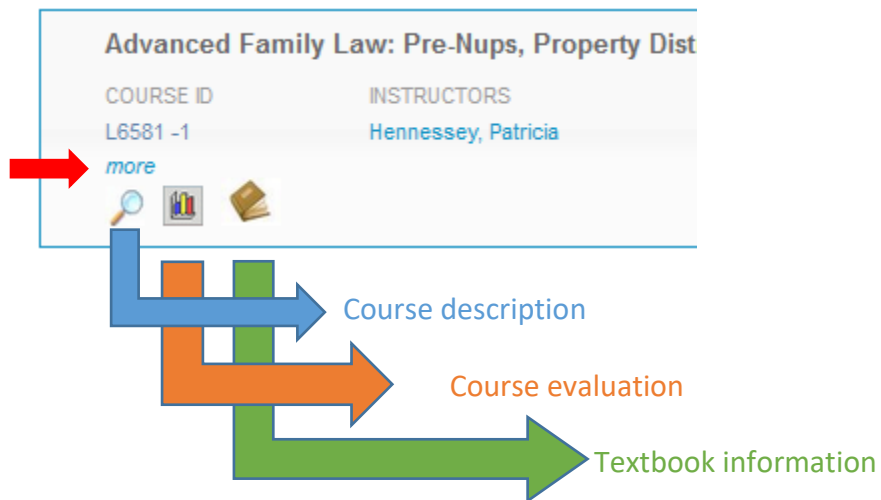 Advanced Family Law: Pre-Nups, Property Dist
COURSE ID INSTRUCTORS
L6581 -1 Hennessey, Patricia
more
Course description
Course evaluation
Textbook information